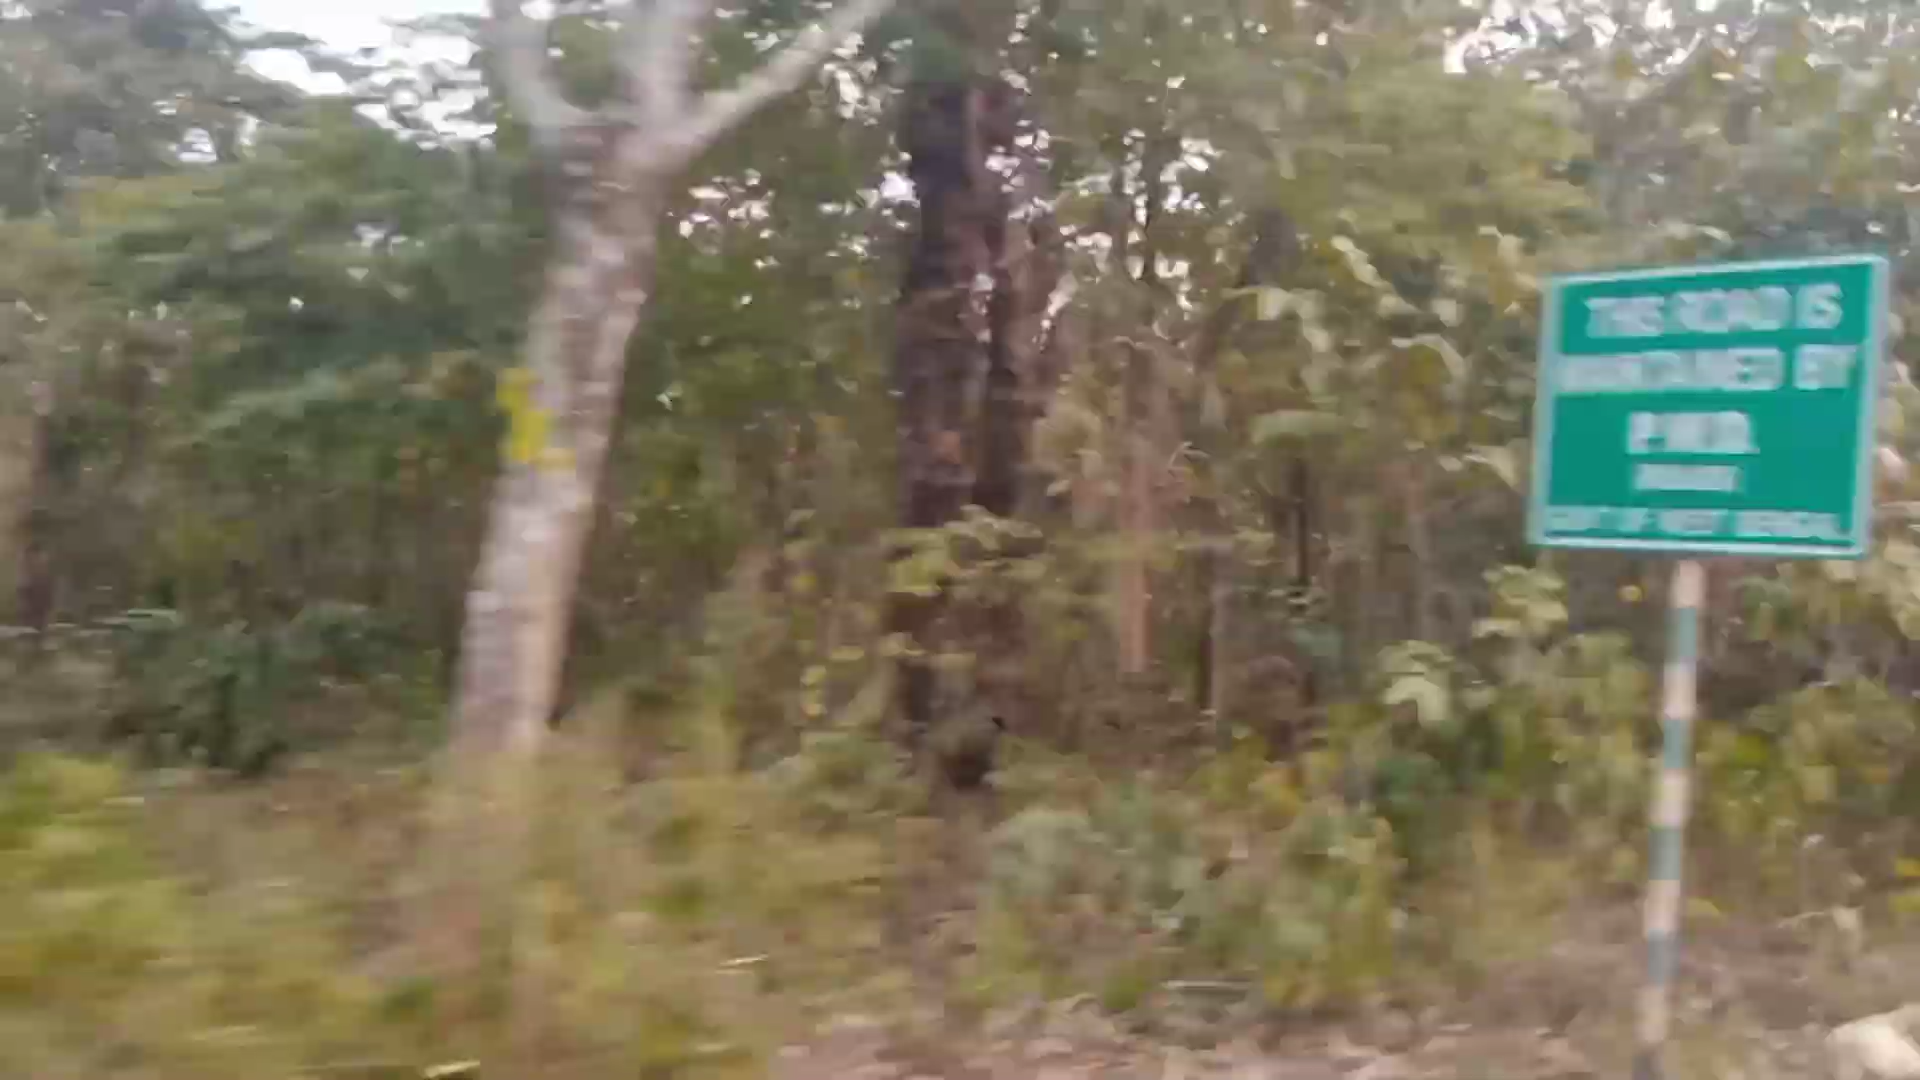 THIS ROAD IS
MAINTAINED BY
P.W.D.
GOVT OF WEST BENGAL